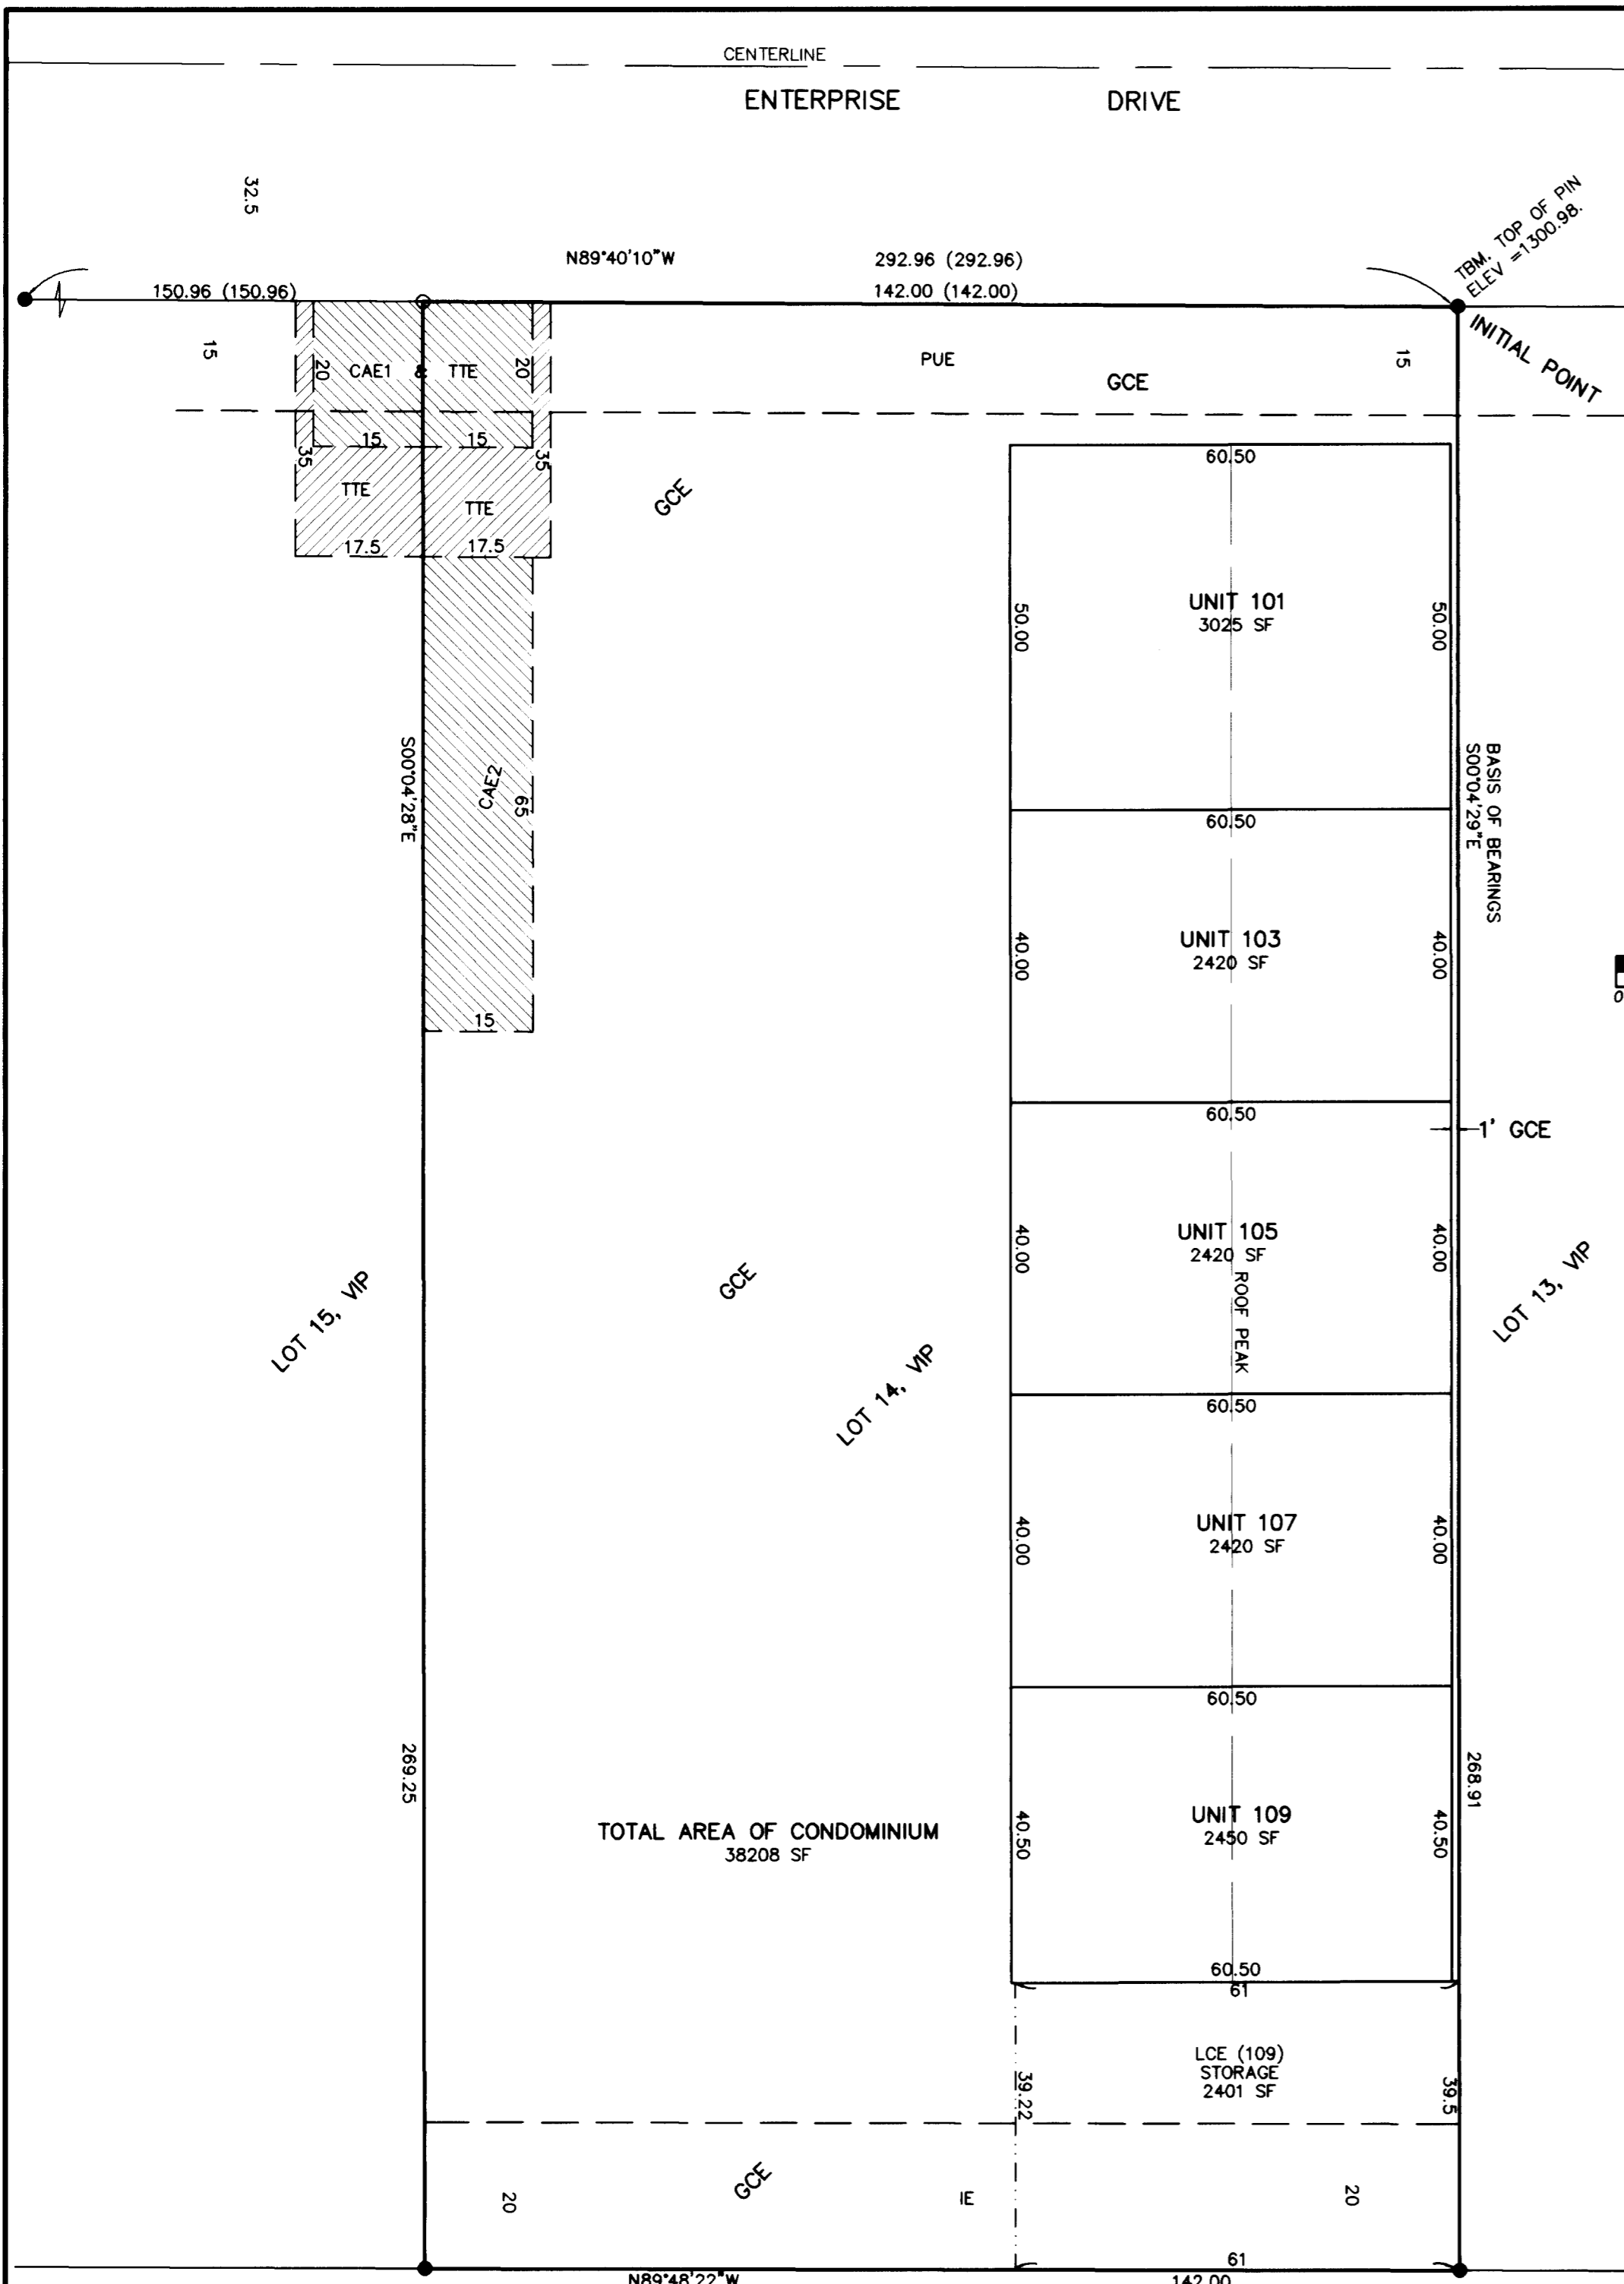 CENTERLINE
ENTERPRISE DRIVE
32.5
TBM. TOP OF PIN
ELEV =1300.98.
N89°40'10"W
292.96 (292.96)
150.96 (150.96)
142.00 (142.00)
INITIAL POINT
15
20
CAE1 & TTE
20
PUE
15
GCE
15
15
35
35
60.50
TTE
TTE
GCE
17.5
17.5
UNIT 101
3025 SF
50.00
50.00
S00°04'28"E
CAE2
65
BASIS OF BEARINGS
S00°04'29"E
60.50
UNIT 103
2420 SF
40.00
40.00
0
15
60.50
1' GCE
UNIT 105
2420 SF
40.00
40.00
GCE
ROOF PEAK
LOT 15, VIP
LOT 14, VIP
LOT 13, VIP
60.50
UNIT 107
2420 SF
40.00
40.00
60.50
269.25
268.91
UNIT 109
2450 SF
40.50
40.50
TOTAL AREA OF CONDOMINIUM
38208 SF
60.50
61
LCE (109)
STORAGE
2401 SF
39.22
39.5
GCE
20
IE
20
61
N89°48'22"W
142.00